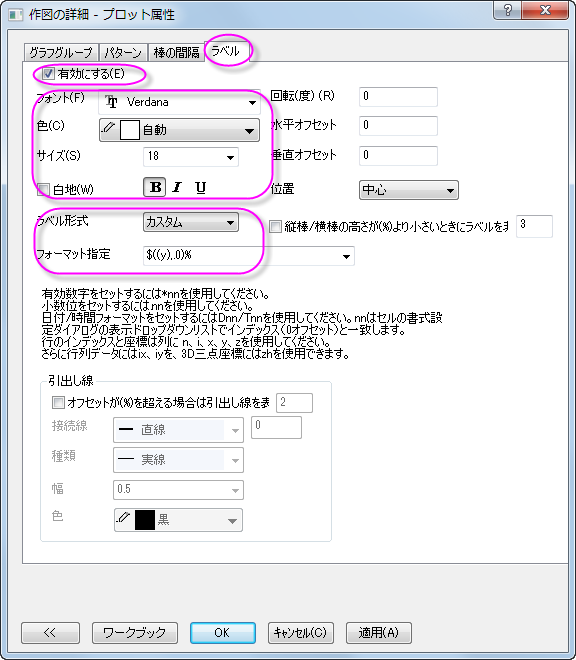 作図の詳細 - プロット属性
グラフグループ パターン 棒の間隔 ラベル
有効にする(E)
フォント(F) Verdana 回転(度) (R) 0
色(C) 自動 水平オフセット 0
サイズ(S) 18 垂直オフセット 0
白地(W) B I U 位置 中心
ラベル形式 カスタム 縦棒/横棒の高さが(%)より小さいときにラベルを 3
フォーマット指定 $((y),.0)%
有効数字をセットするには*nnを使用してください。
小数位をセットするには.nnを使用してください。
日付/時間フォーマットをセットするにはDnn/Tnnを使用してください。nnはセルの書式設
定ダイアログの表示ドロップダウンリストでインデックス(0オフセット)と一致します。
行のインデックスと座標は列に n、i、x、y、zを使用してください。
さらに行列データにはix、iyを、3D三点座標にはzhを使用できます。
引出し線
オフセットが(%)を超える場合は引出し線を 2
接続線 直線 0
種類 実線
幅 0.5
色 黒
<< ワークブック OK キャンセル(C) 適用(A)